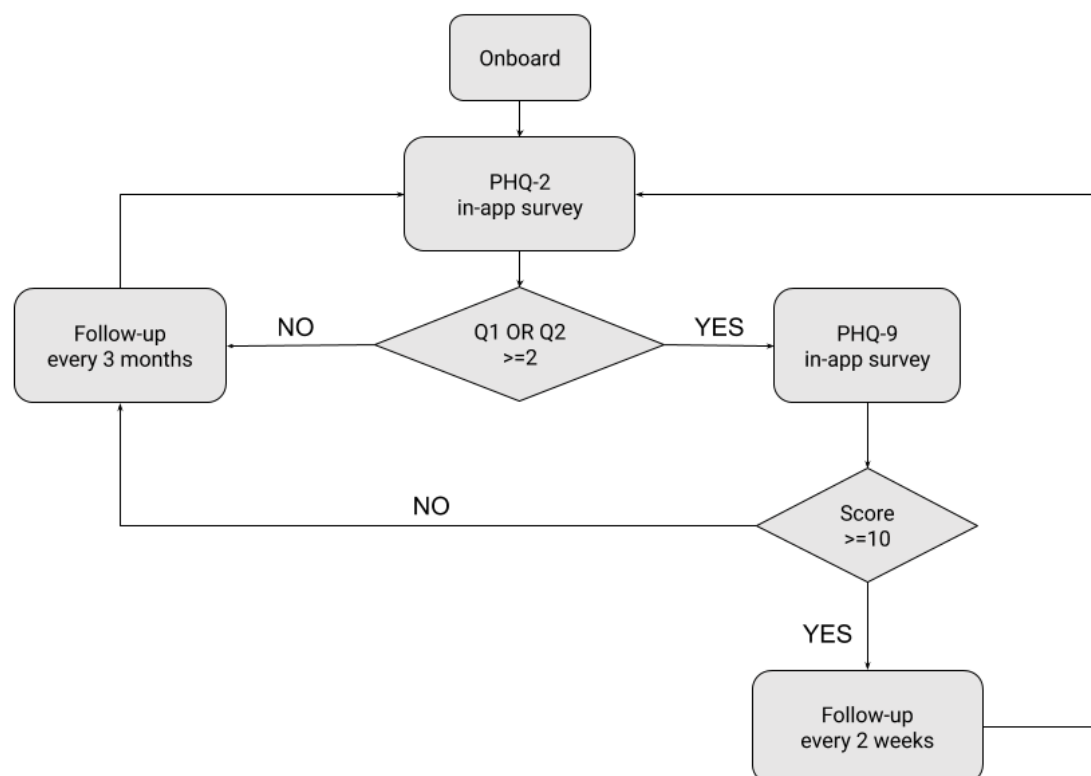 Onboard
PHQ-2
in-app survey
Follow-up
every 3 months
NO
Q1 OR Q2
>=2
YES
PHQ-9
in-app survey
NO
Score
>=10
YES
Follow-up
every 2 weeks